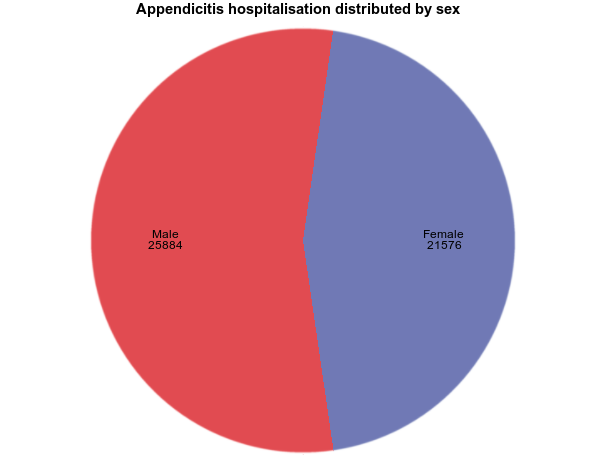 Appendicitis hospitalisation distributed by sex
Male
25884
Female
21576